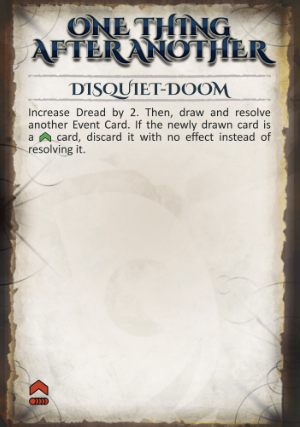 ONE THING
AFTER ANOTHER
DISQUIET-DOOM
Increase Dread by 2. Then, draw and resolve
another Event Card. If the newly drawn card is
a card, discard it with no effect instead of
resolving it.